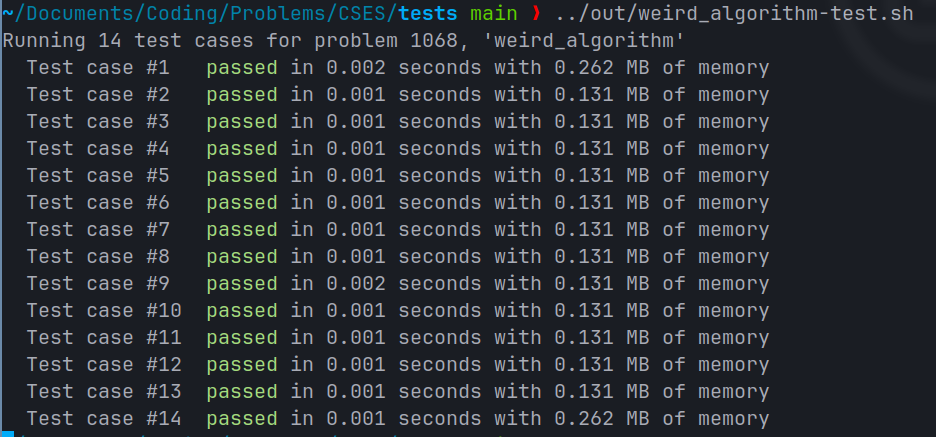 ~/Documents/Coding/Problems/CSES/tests main ❯ ../out/weird_algorithm-test.sh
Running 14 test cases for problem 1068, 'weird_algorithm'
  Test case #1   passed in 0.002 seconds with 0.262 MB of memory
  Test case #2   passed in 0.001 seconds with 0.131 MB of memory
  Test case #3   passed in 0.001 seconds with 0.131 MB of memory
  Test case #4   passed in 0.001 seconds with 0.131 MB of memory
  Test case #5   passed in 0.001 seconds with 0.131 MB of memory
  Test case #6   passed in 0.001 seconds with 0.131 MB of memory
  Test case #7   passed in 0.001 seconds with 0.131 MB of memory
  Test case #8   passed in 0.001 seconds with 0.131 MB of memory
  Test case #9   passed in 0.002 seconds with 0.131 MB of memory
  Test case #10  passed in 0.001 seconds with 0.131 MB of memory
  Test case #11  passed in 0.001 seconds with 0.131 MB of memory
  Test case #12  passed in 0.001 seconds with 0.131 MB of memory
  Test case #13  passed in 0.001 seconds with 0.131 MB of memory
  Test case #14  passed in 0.001 seconds with 0.262 MB of memory